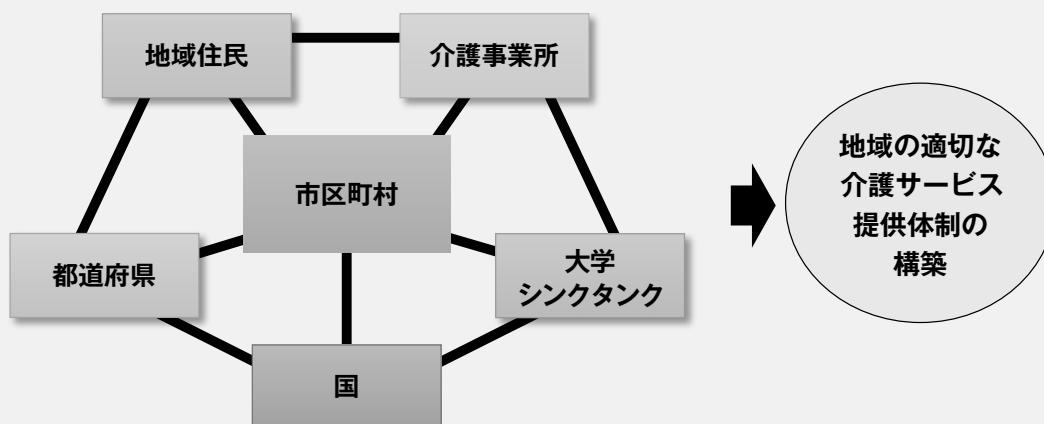 地域住民
介護事業所
市区町村
都道府県
大学
シンクタンク
国
地域の適切な
介護サービス
提供体制の
構築